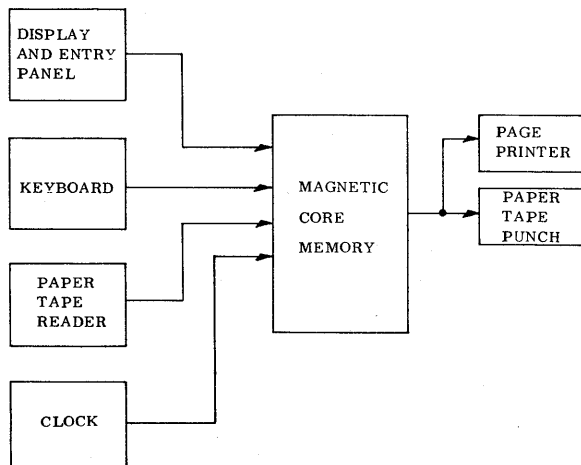 DISPLAY
AND ENTRY
PANEL
KEYBOARD
PAPER
TAPE
READER
CLOCK
MAGNETIC
CORE
MEMORY
PAGE
PRINTER
PAPER
TAPE
PUNCH